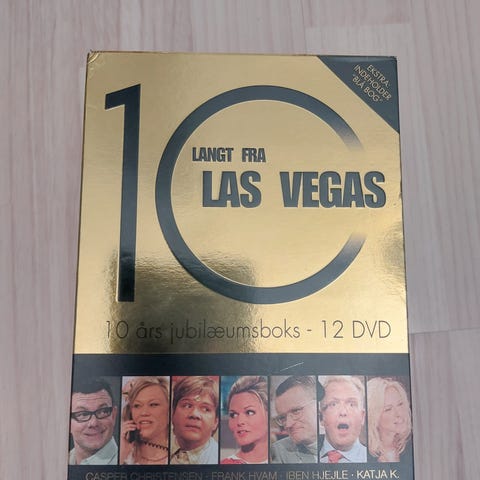 EKSTRA:
INDEHOLDER
"BLÅ BOG"
10
LANGT FRA
LAS VEGAS
10 års jubilæumsboks - 12 DVD
CASPER CHRISTENSEN · FRANK HVAM · IBEN HJEJLE · KATJA K.